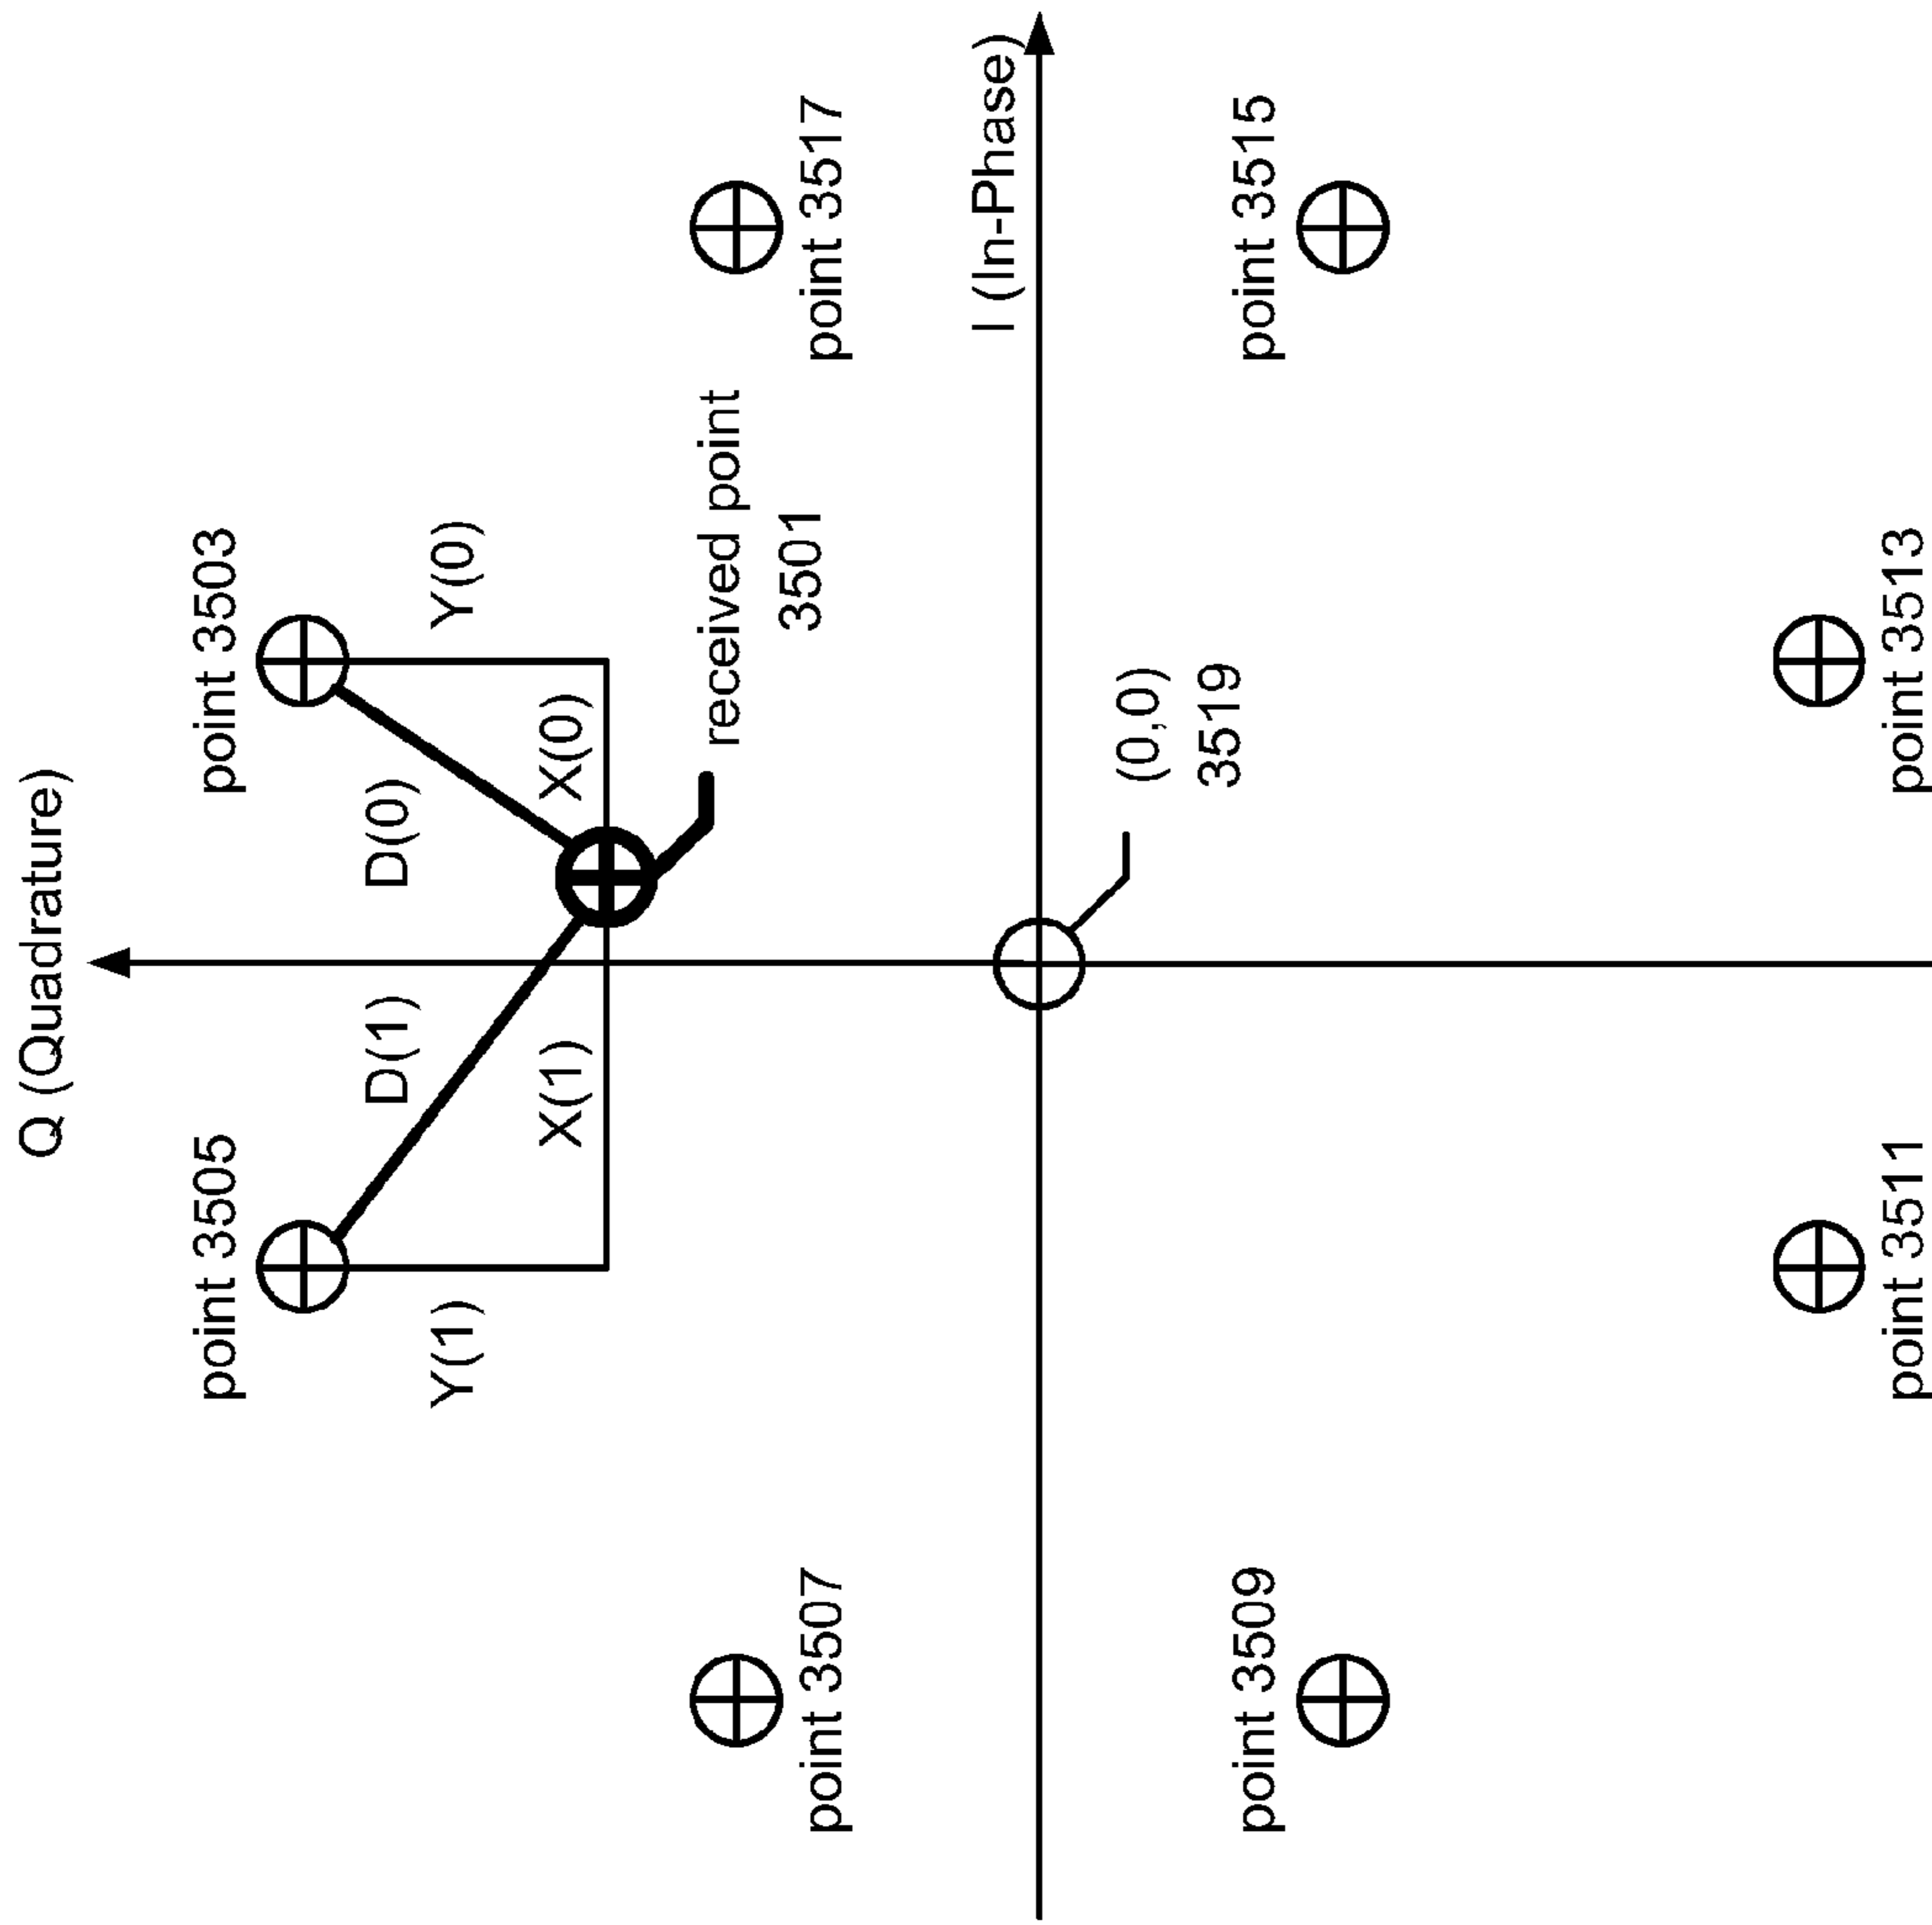 Q (Quadrature)
point 3505
point 3503
D(1)
D(0)
Y(1)
Y(0)
X(1)
X(0)
received point
3501
point 3507
point 3517
I (In-Phase)
(0,0)
3519
point 3509
point 3515
point 3511
point 3513